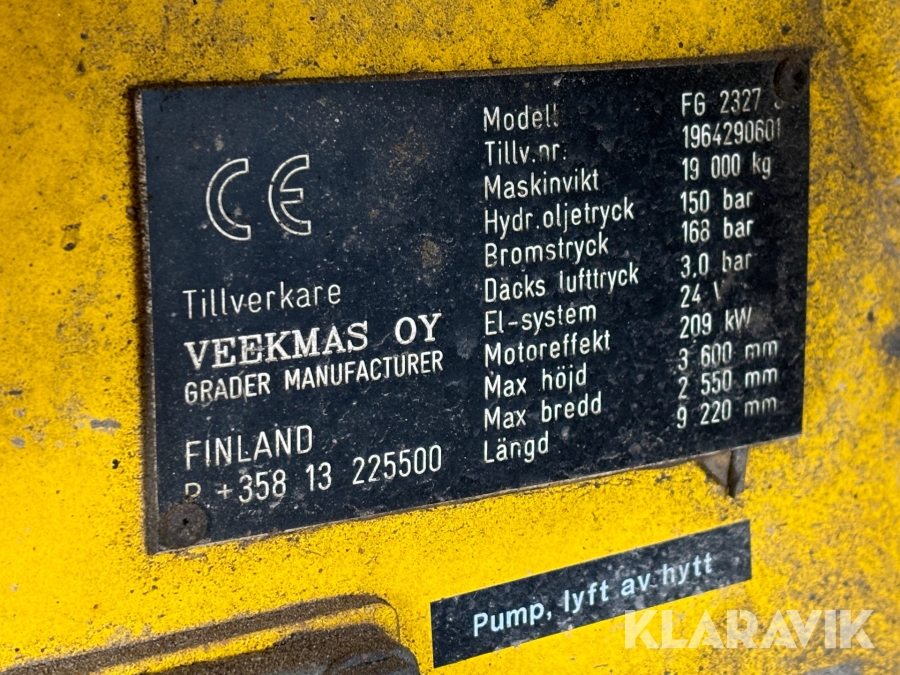 CE
Tillverkare
VEEKMAS OY
GRADER MANUFACTURER
FINLAND
P. +358 13 225500
Modell FG 2327
Tillv.nr. 1964290601
Maskinvikt 19 000 kg
Hydr.oljetryck 150 bar
Bromstryck 168 bar
Däcks lufttryck 3,0 bar
El-system 24 V
Motoreffekt 209 kW
Max höjd 3 600 mm
Max bredd 2 550 mm
Längd 9 220 mm
Pump, lyft av hytt
KLARAVIK